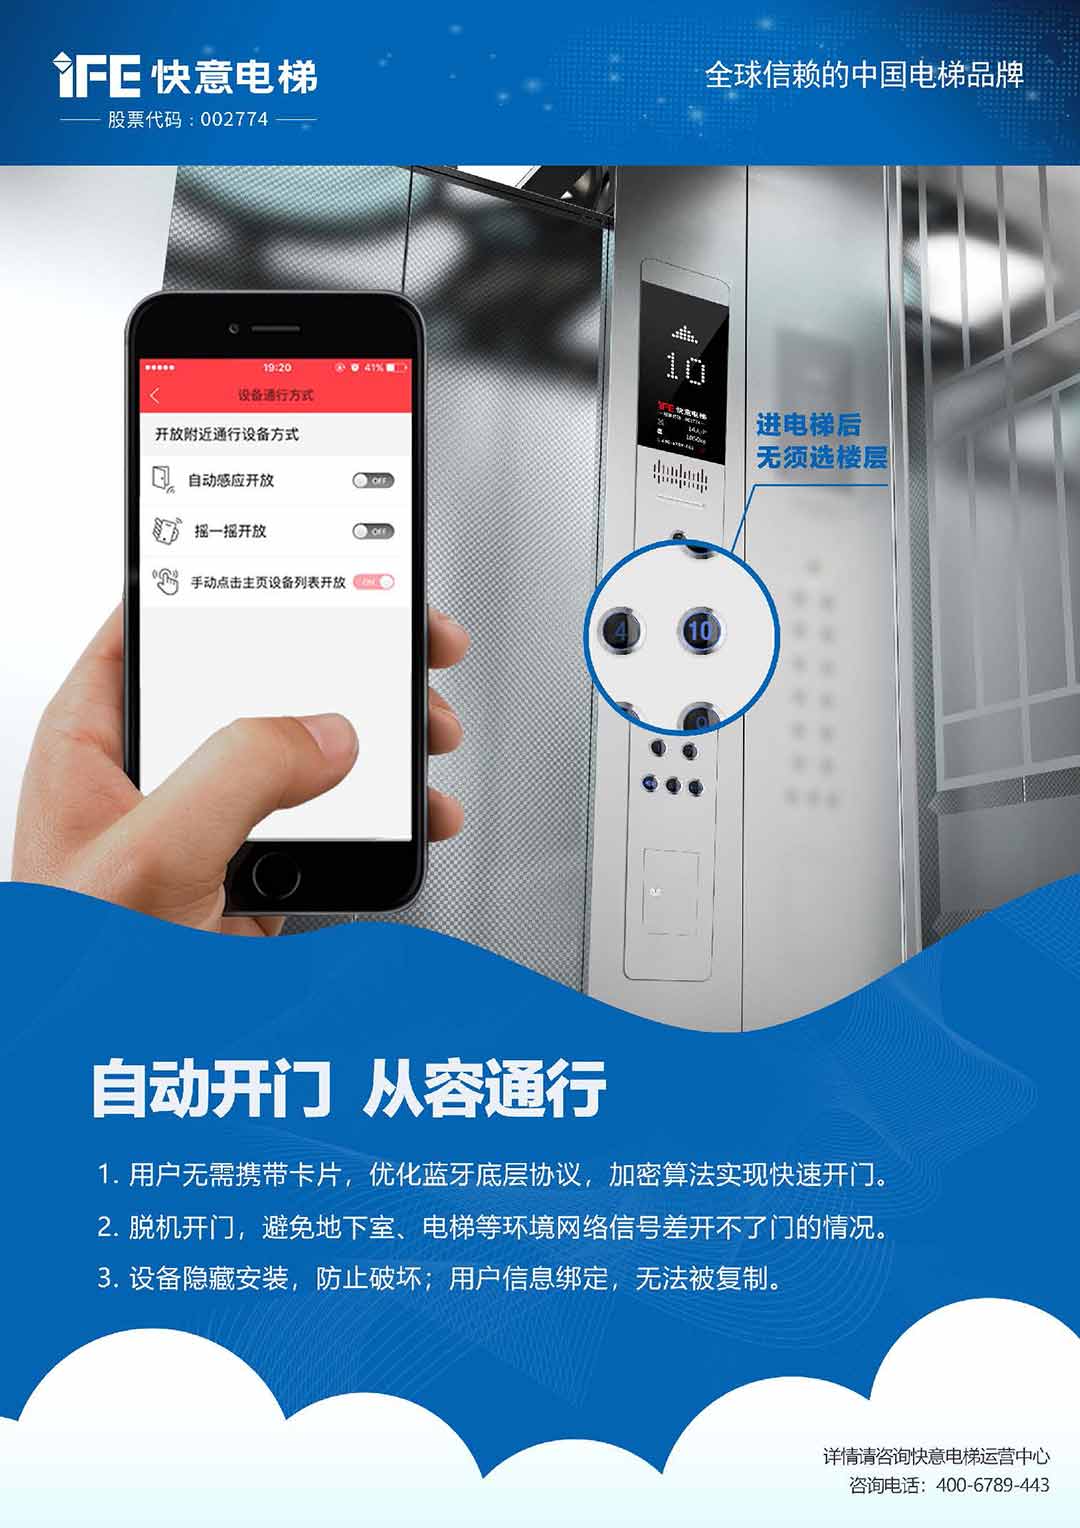 iFE 快意电梯
股票代码：002774
全球信赖的中国电梯品牌
19:20
41%
设备通行方式
开放附近通行设备方式
自动感应开放
OFF
摇一摇开放
OFF
手动点击主页设备列表开放
ON
10
iFE 快意电梯
进电梯后
无须选楼层
4
10
9
自动开门 从容通行
1. 用户无需携带卡片，优化蓝牙底层协议，加密算法实现快速开门。
2. 脱机开门，避免地下室、电梯等环境网络信号差开不了门的情况。
3. 设备隐藏安装，防止破坏；用户信息绑定，无法被复制。
详情请咨询快意电梯运营中心
咨询电话：400-6789-443